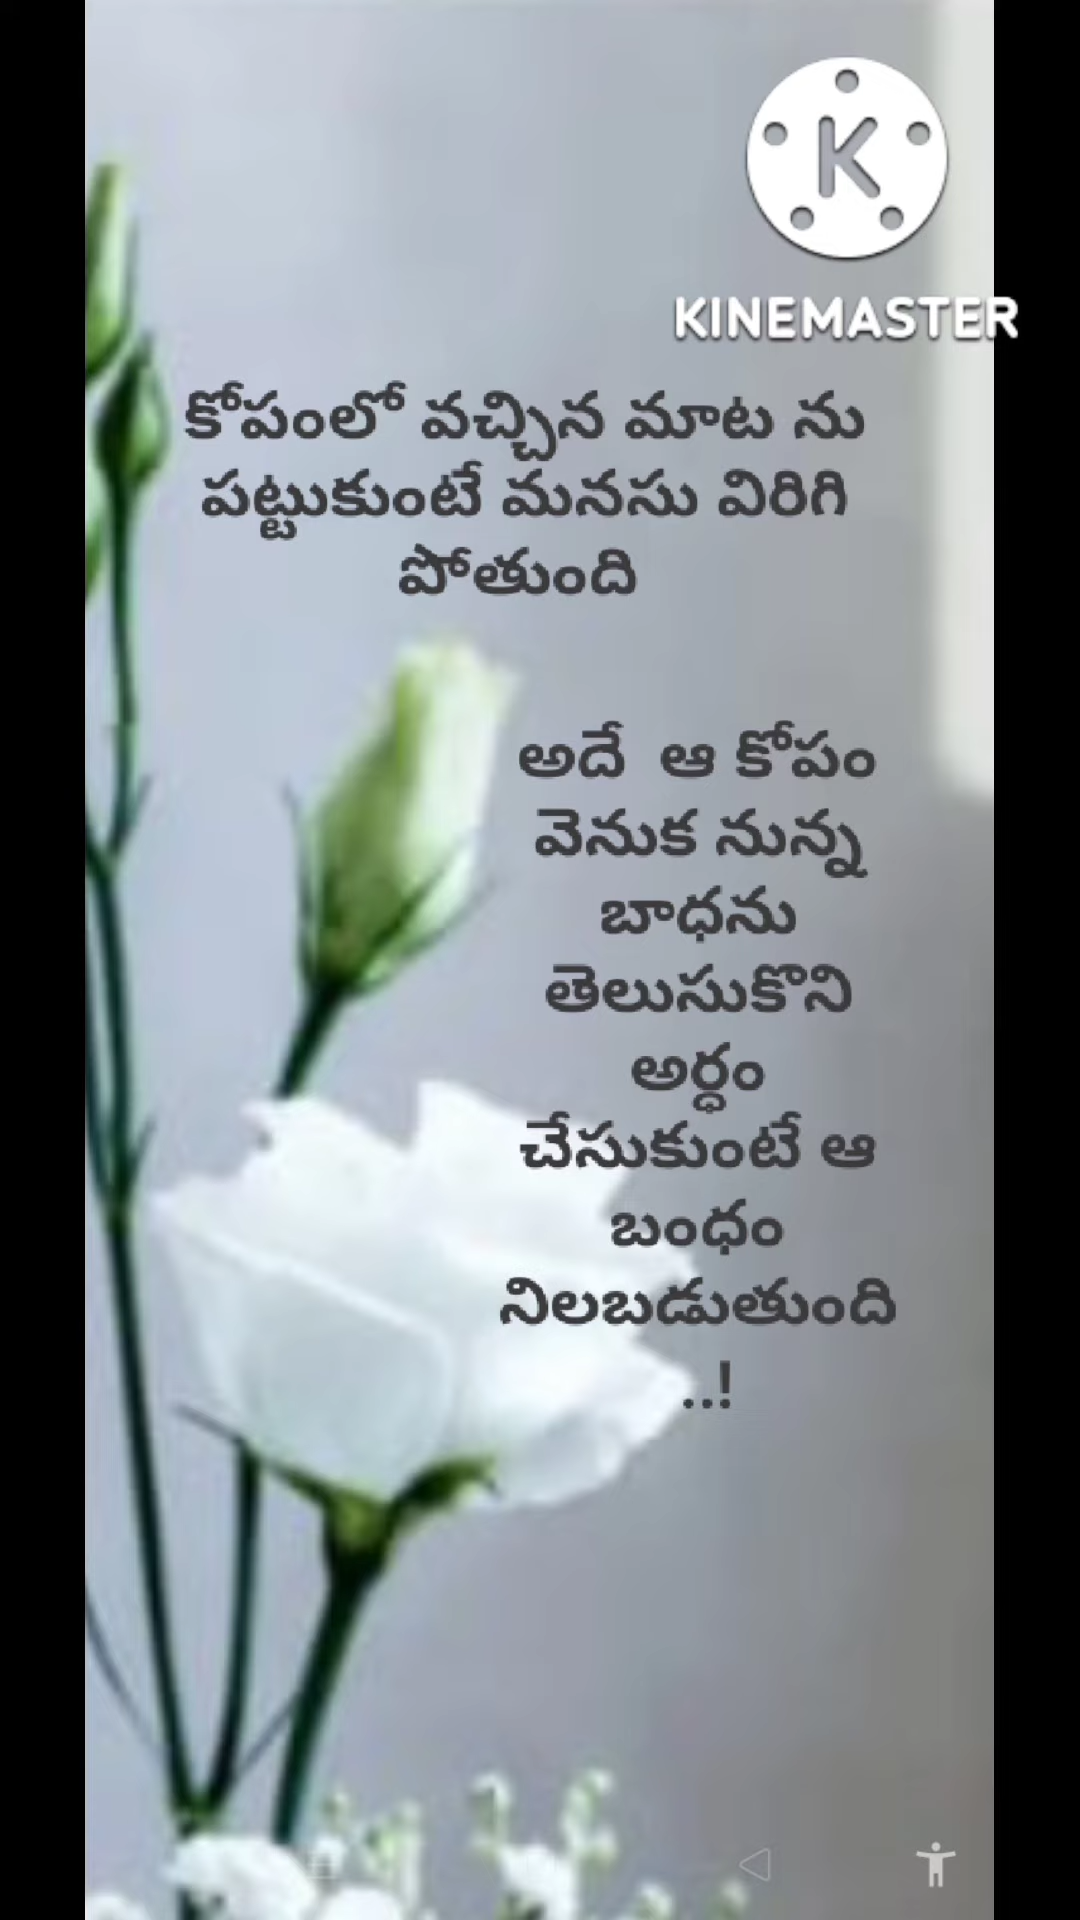 KINEMASTER
కోపంలో వచ్చిన మాట ను
పట్టుకుంటే మనసు విరిగి
పోతుంది
అదే ఆ కోపం
వెనుక నున్న
బాధను
తెలుసుకొని
అర్ధం
చేసుకుంటే ఆ
బంధం
నిలబడుతుంది
..!